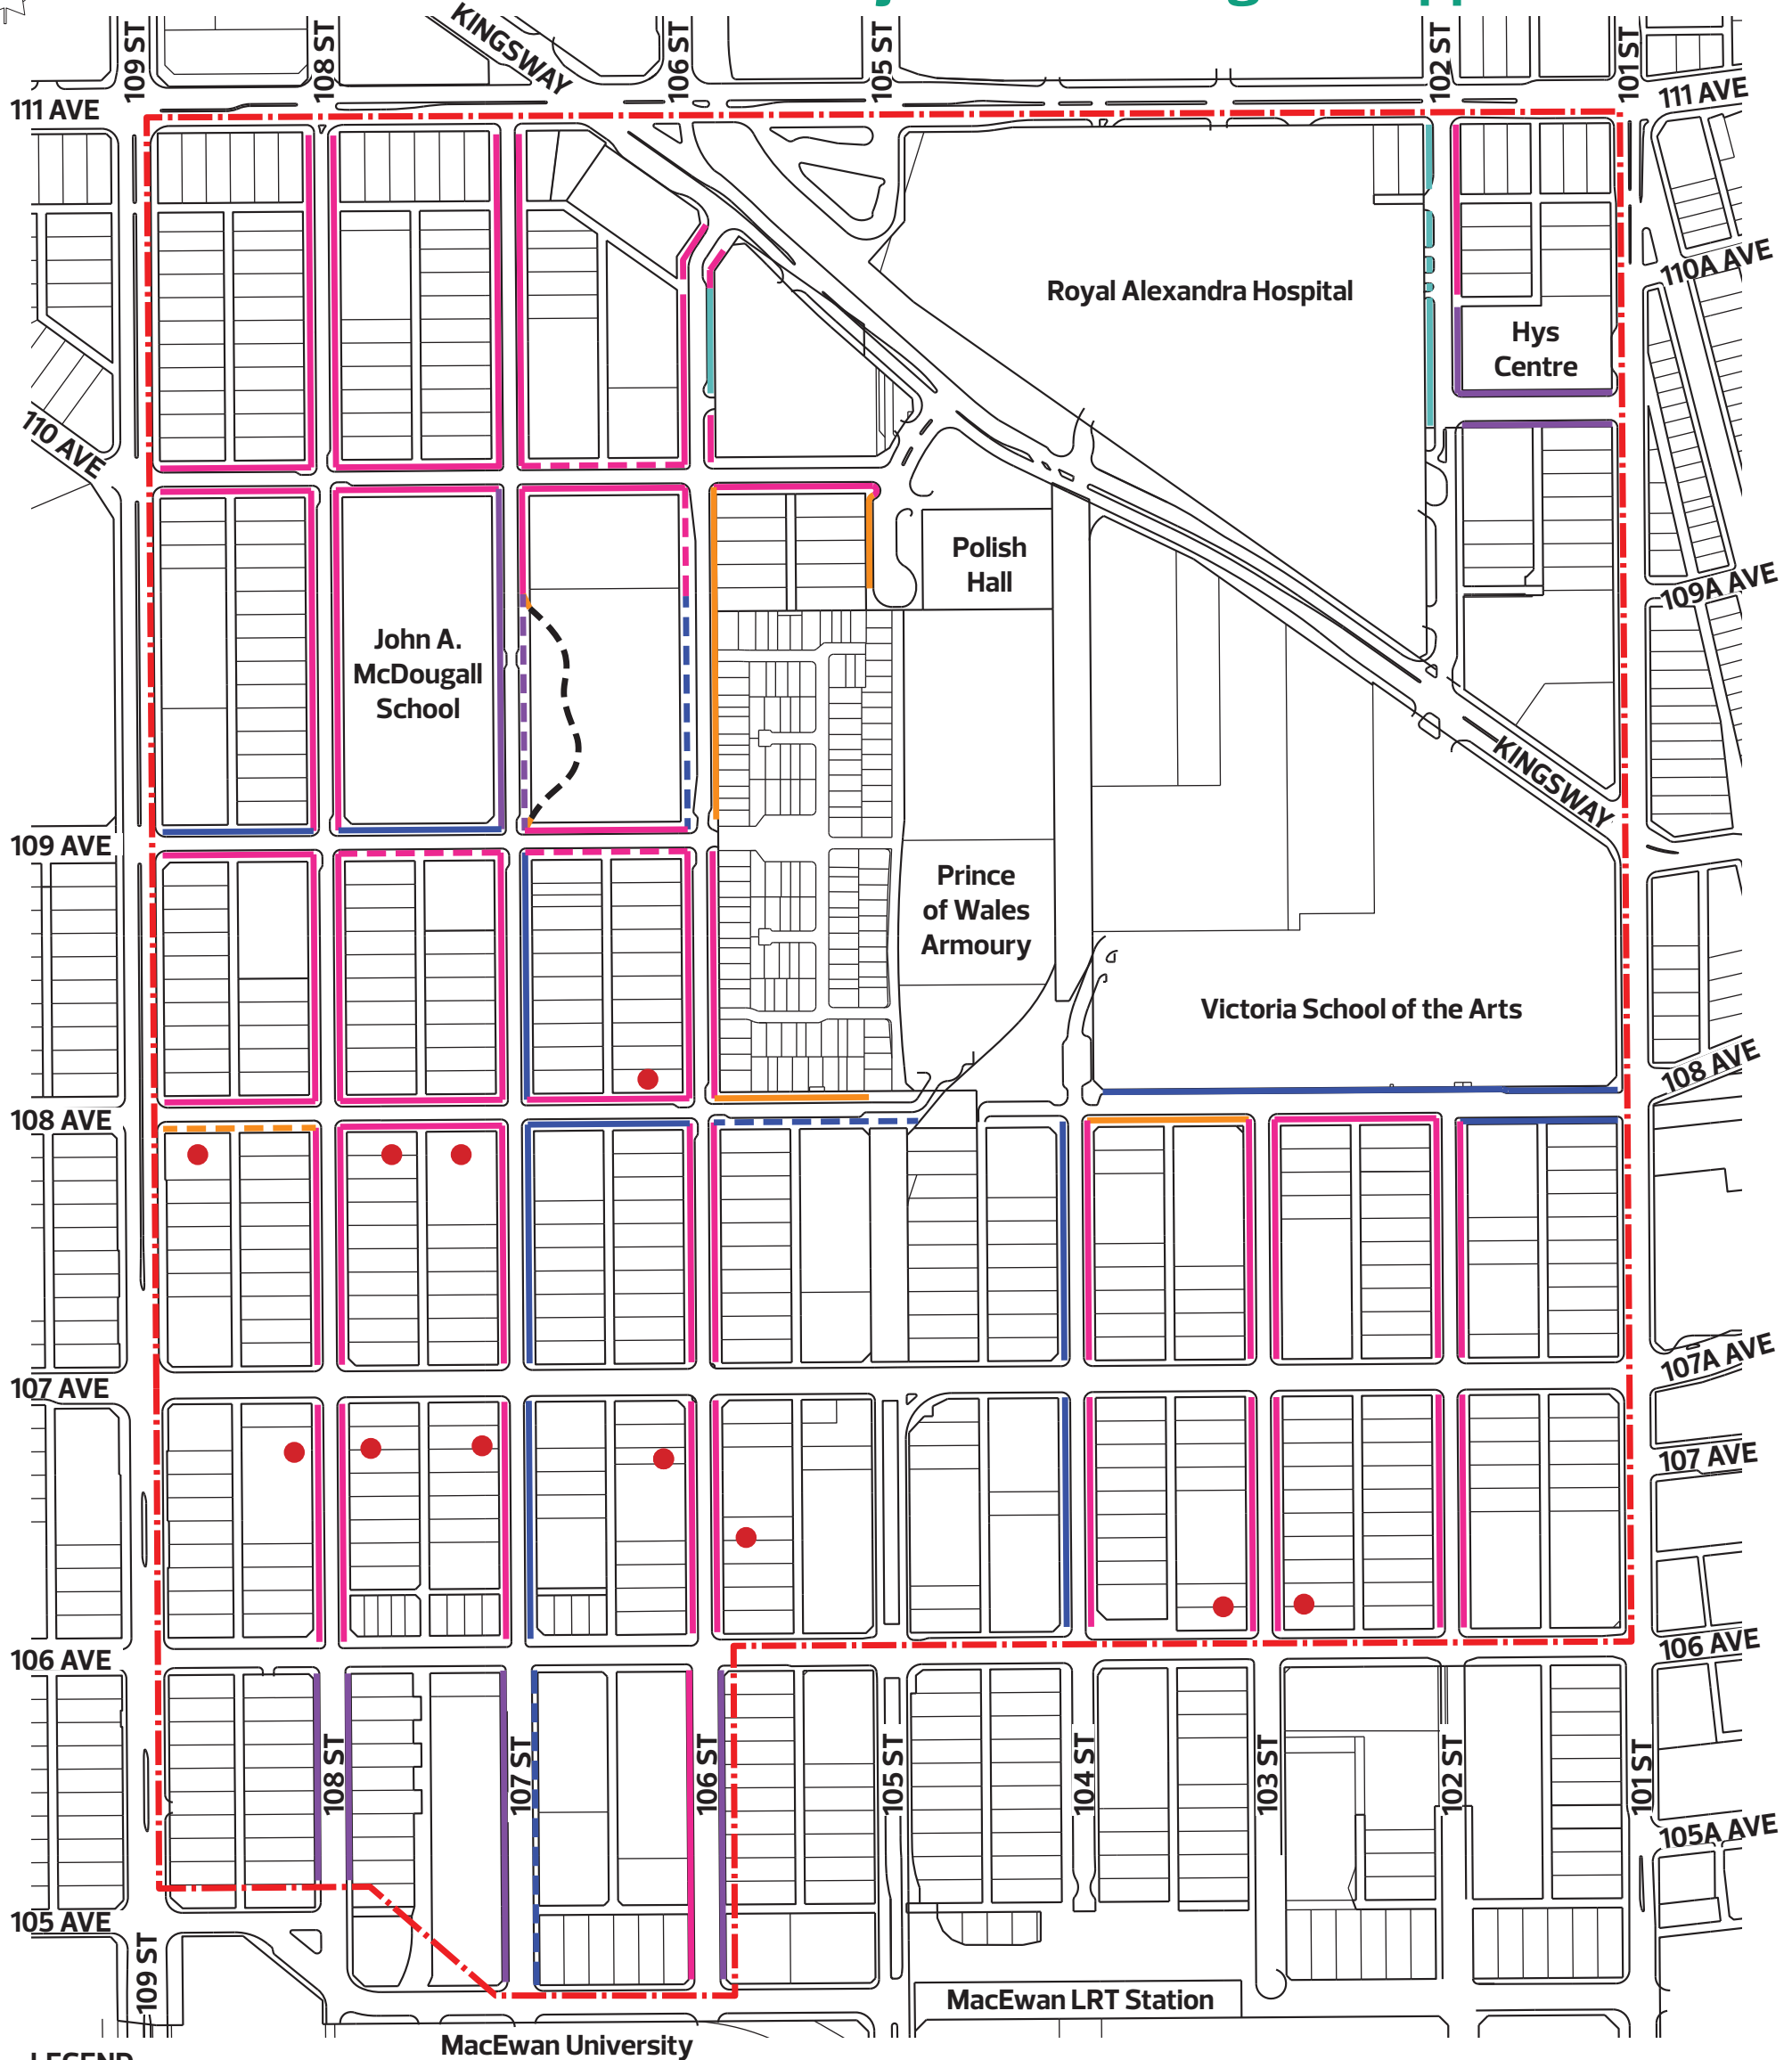 109 ST
108 ST
KINGSWAY
106 ST
105 ST
102 ST
101 ST
111 AVE
111 AVE
110A AVE
Royal Alexandra Hospital
Hys
Centre
110 AVE
Polish
Hall
109A AVE
John A.
McDougall
School
KINGSWAY
109 AVE
Prince
of Wales
Armoury
Victoria School of the Arts
108 AVE
108 AVE
107A AVE
107 AVE
107 AVE
106 AVE
106 AVE
108 ST
107 ST
106 ST
105 ST
104 ST
103 ST
102 ST
101 ST
105A AVE
105 AVE
109 ST
MacEwan LRT Station
MacEwan University
LEGEND